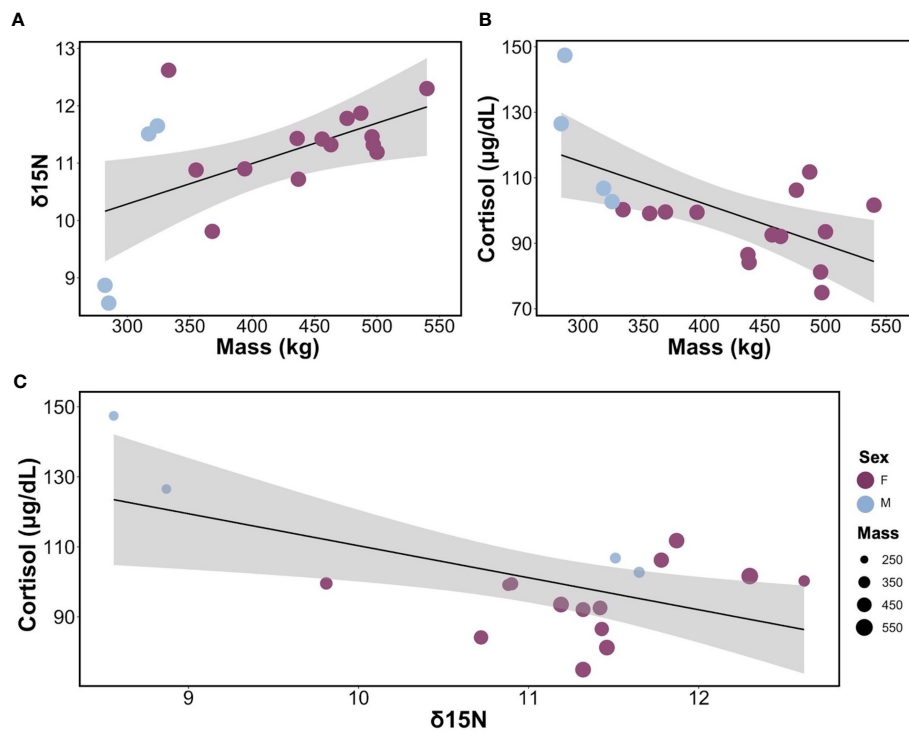 A
δ15N
13
12
11
10
9
300 350 400 450 500 550
Mass (kg)
B
Cortisol (µg/dL)
150
130
110
90
70
300 350 400 450 500 550
Mass (kg)
C
Cortisol (µg/dL)
150
130
110
90
9 10 11 12
δ15N
Sex
F
M
Mass
250
350
450
550